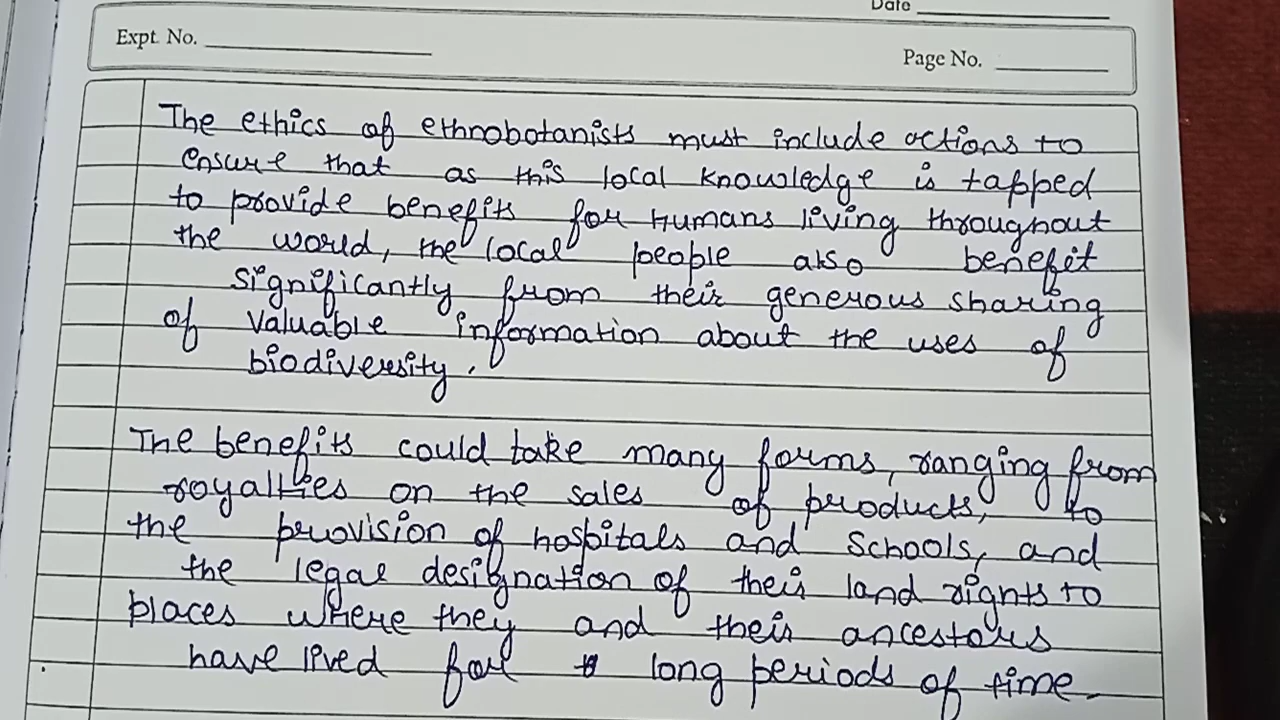 Date
Expt. No.
Page No.
The ethics of ethnobotanists must include actions to
ensure that as this local knowledge is tapped
to provide benefits for humans living throughout
the world, the local people also benefit
significantly from their generous sharing
of valuable information about the uses of
biodiversity.
The benefits could take many forms, ranging from
royalties on the sales of products, to
the provision of hospitals and schools, and
the legal designation of their land rights to
places where they and their ancestors
have lived for long periods of time.